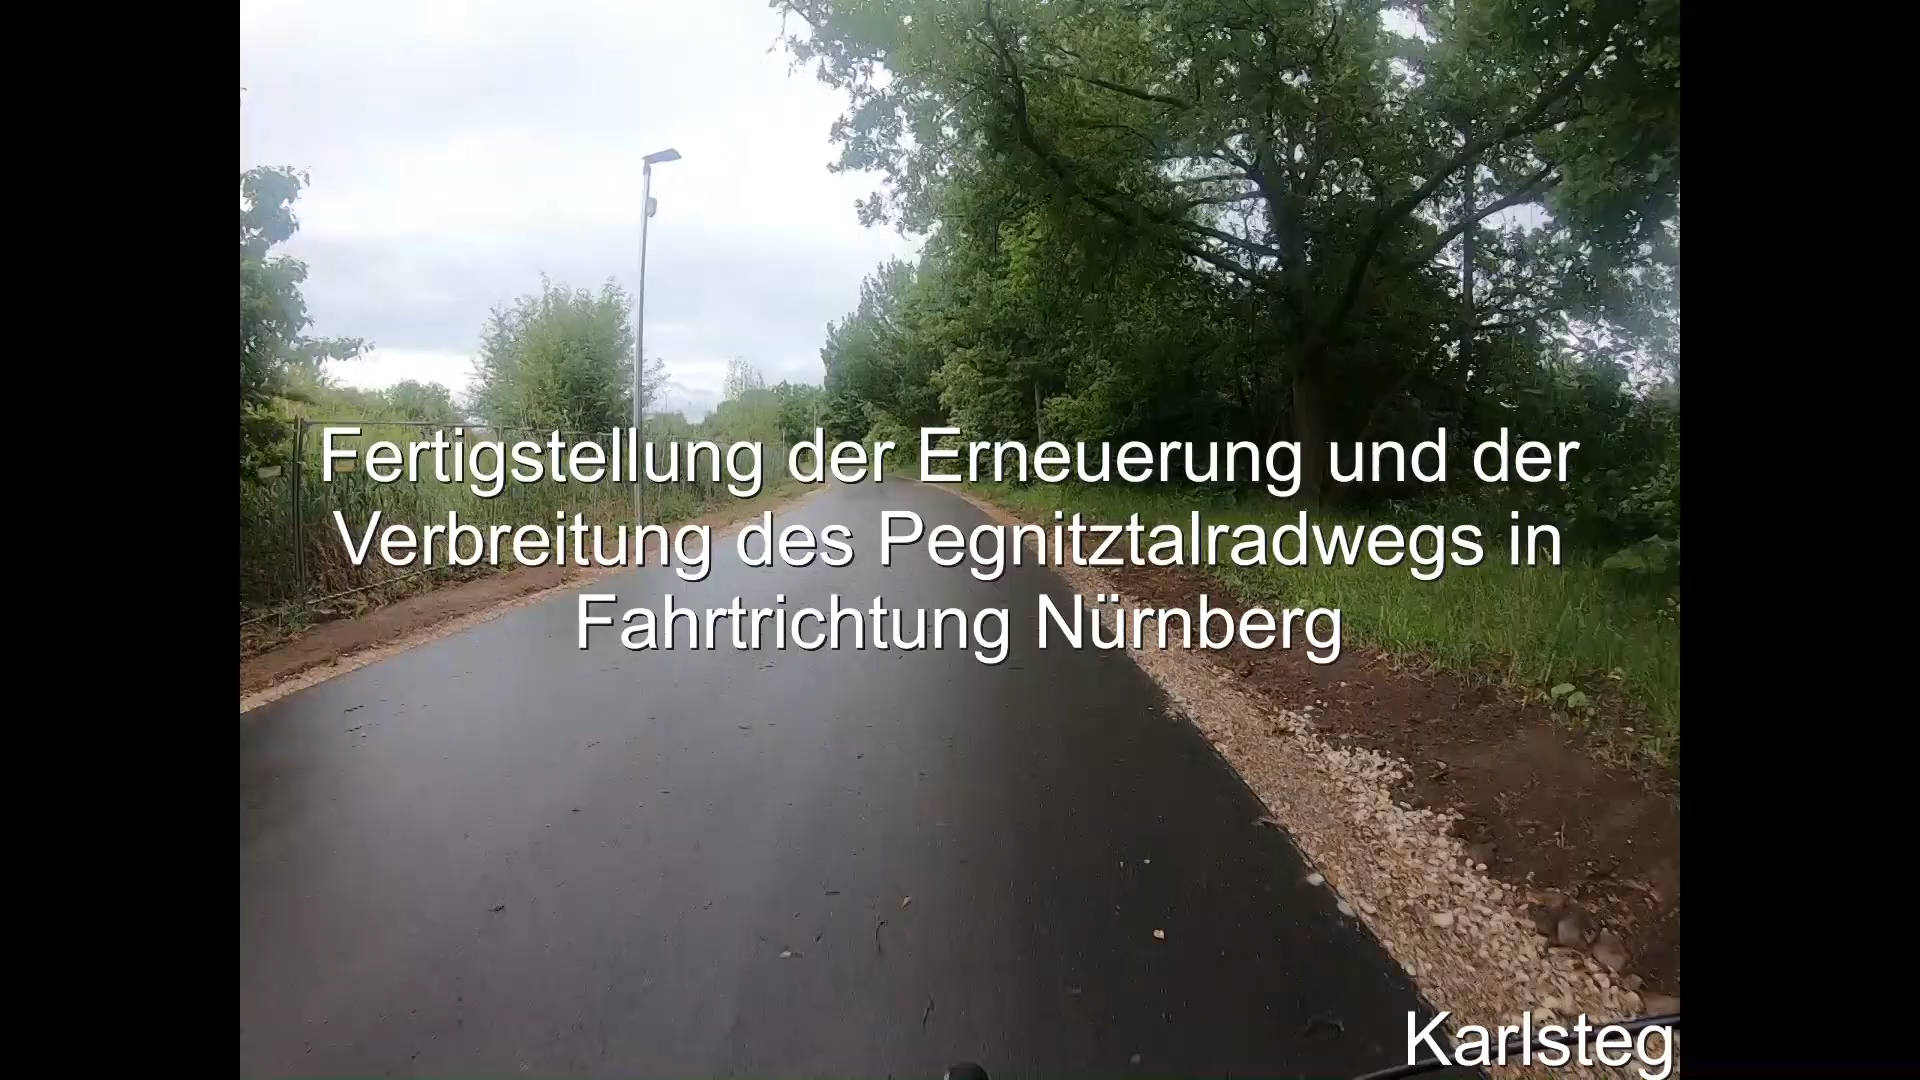 Fertigstellung der Erneuerung und der
Verbreitung des Pegnitztalradwegs in
Fahrtrichtung Nürnberg
Karlsteg